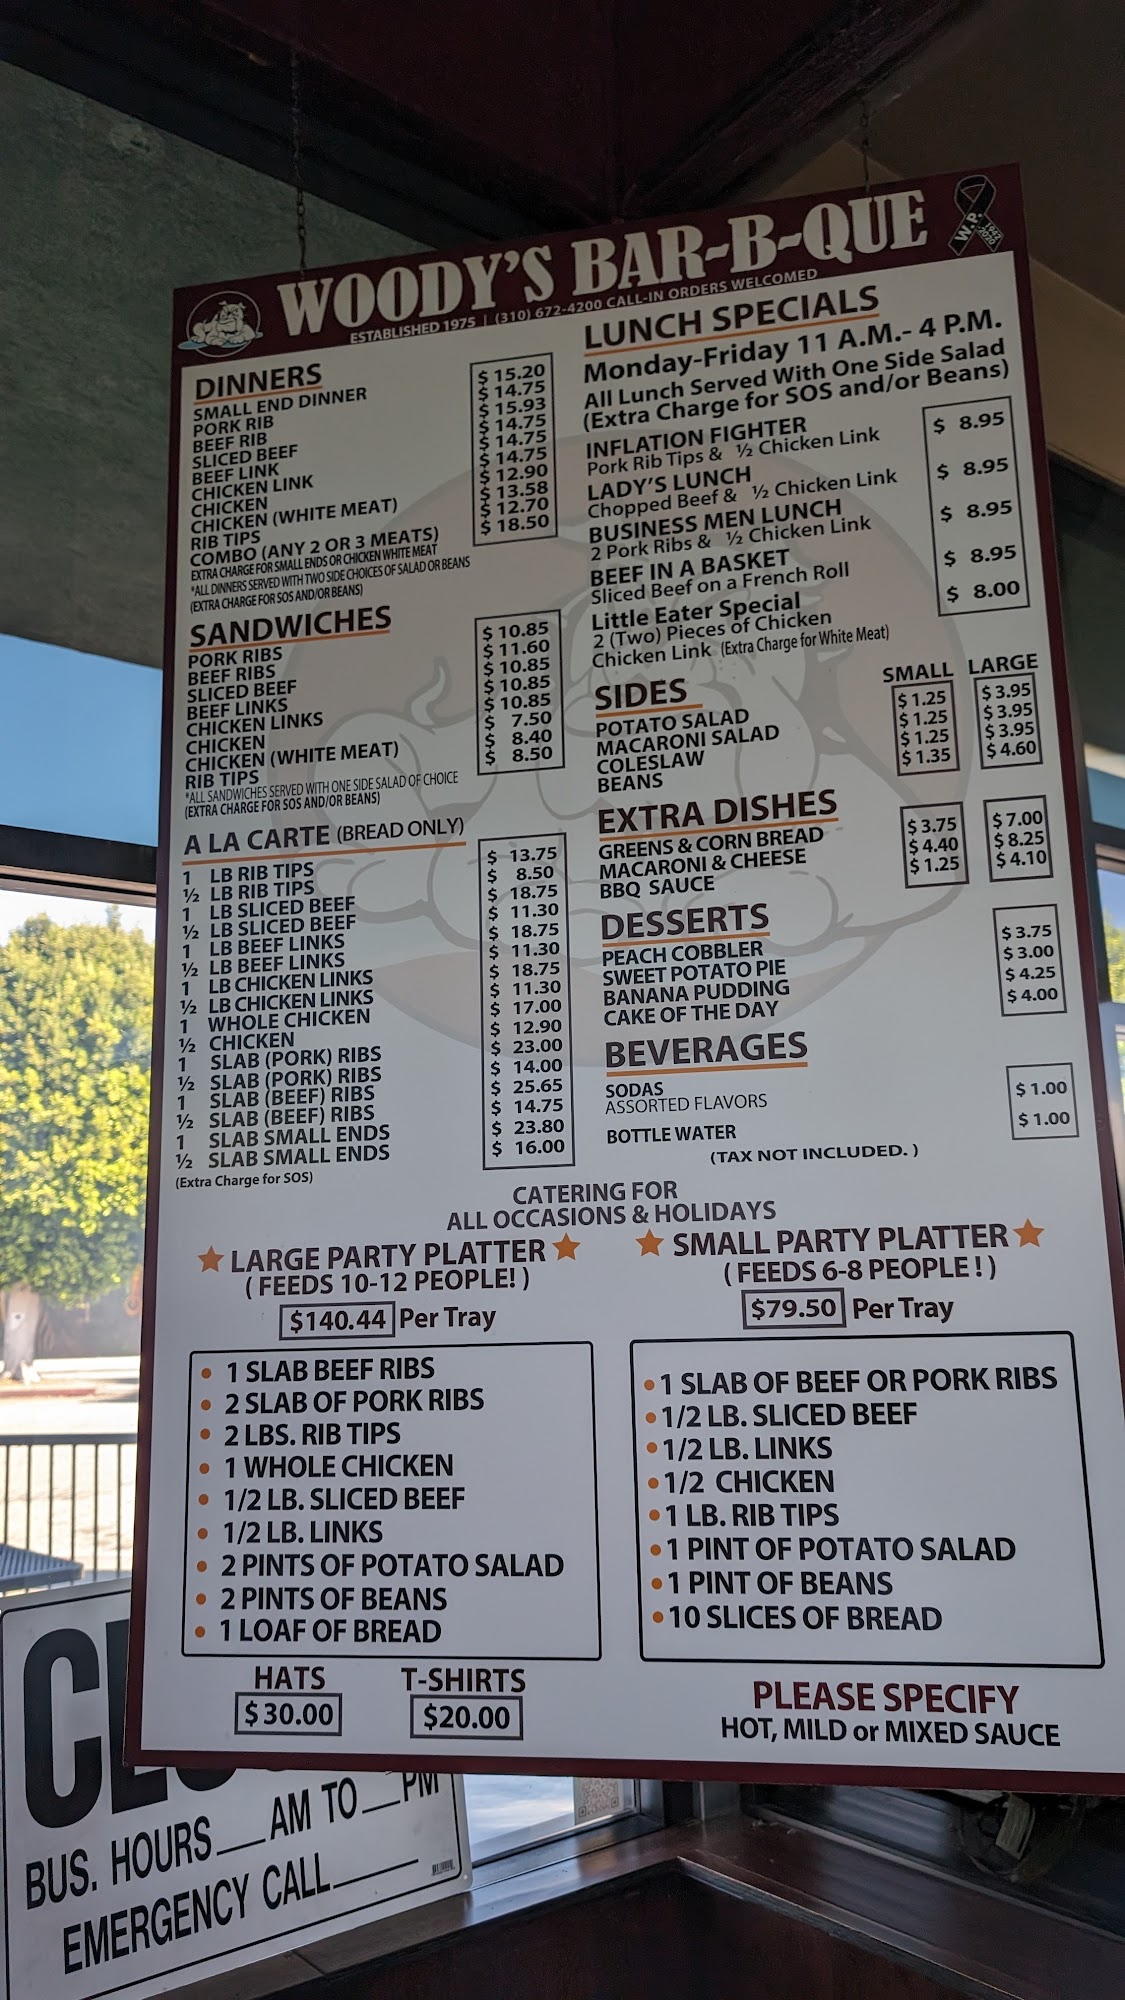 WOODY'S BAR-B-QUE
W.P.
1942
2020
ESTABLISHED 1975 | (310) 672-4200 CALL-IN ORDERS WELCOMED
DINNERS
SMALL END DINNER $ 15.20
PORK RIB $ 14.75
BEEF RIB $ 15.93
SLICED BEEF $ 14.75
BEEF LINK $ 14.75
CHICKEN LINK $ 14.75
CHICKEN $ 12.90
CHICKEN (WHITE MEAT) $ 13.58
RIB TIPS $ 12.70
COMBO (ANY 2 OR 3 MEATS) $ 18.50
EXTRA CHARGE FOR SMALL ENDS OR CHICKEN WHITE MEAT
*ALL DINNERS SERVED WITH TWO SIDE CHOICES OF SALAD OR BEANS
(EXTRA CHARGE FOR SOS AND/OR BEANS)
SANDWICHES
PORK RIBS $ 10.85
BEEF RIBS $ 11.60
SLICED BEEF $ 10.85
BEEF LINKS $ 10.85
CHICKEN LINKS $ 10.85
CHICKEN $ 7.50
CHICKEN (WHITE MEAT) $ 8.40
RIB TIPS $ 8.50
*ALL SANDWICHES SERVED WITH ONE SIDE SALAD OF CHOICE
(EXTRA CHARGE FOR SOS AND/OR BEANS)
A LA CARTE (BREAD ONLY)
1 LB RIB TIPS $ 13.75
½ LB RIB TIPS $ 8.50
1 LB SLICED BEEF $ 18.75
½ LB SLICED BEEF $ 11.30
1 LB BEEF LINKS $ 18.75
½ LB BEEF LINKS $ 11.30
1 LB CHICKEN LINKS $ 18.75
½ LB CHICKEN LINKS $ 11.30
1 WHOLE CHICKEN $ 17.00
½ CHICKEN $ 12.90
1 SLAB (PORK) RIBS $ 23.00
½ SLAB (PORK) RIBS $ 14.00
1 SLAB (BEEF) RIBS $ 25.65
½ SLAB (BEEF) RIBS $ 14.75
1 SLAB SMALL ENDS $ 23.80
½ SLAB SMALL ENDS $ 16.00
(Extra Charge for SOS)
LUNCH SPECIALS
Monday-Friday 11 A.M.- 4 P.M.
All Lunch Served With One Side Salad
(Extra Charge for SOS and/or Beans)
INFLATION FIGHTER $ 8.95
Pork Rib Tips & ½ Chicken Link
LADY'S LUNCH $ 8.95
Chopped Beef & ½ Chicken Link
BUSINESS MEN LUNCH $ 8.95
2 Pork Ribs & ½ Chicken Link
BEEF IN A BASKET $ 8.95
Sliced Beef on a French Roll
Little Eater Special $ 8.00
2 (Two) Pieces of Chicken
Chicken Link (Extra Charge for White Meat)
SMALL LARGE
SIDES
POTATO SALAD $ 1.25 $ 3.95
MACARONI SALAD $ 1.25 $ 3.95
COLESLAW $ 1.25 $ 3.95
BEANS $ 1.35 $ 4.60
EXTRA DISHES
GREENS & CORN BREAD $ 3.75 $ 7.00
MACARONI & CHEESE $ 4.40 $ 8.25
BBQ SAUCE $ 1.25 $ 4.10
DESSERTS
PEACH COBBLER $ 3.75
SWEET POTATO PIE $ 3.00
BANANA PUDDING $ 4.25
CAKE OF THE DAY $ 4.00
BEVERAGES
SODAS $ 1.00
ASSORTED FLAVORS
BOTTLE WATER $ 1.00
(TAX NOT INCLUDED. )
CATERING FOR
ALL OCCASIONS & HOLIDAYS
LARGE PARTY PLATTER
( FEEDS 10-12 PEOPLE! )
$140.44 Per Tray
• 1 SLAB BEEF RIBS
• 2 SLAB OF PORK RIBS
• 2 LBS. RIB TIPS
• 1 WHOLE CHICKEN
• 1/2 LB. SLICED BEEF
• 1/2 LB. LINKS
• 2 PINTS OF POTATO SALAD
• 2 PINTS OF BEANS
• 1 LOAF OF BREAD
SMALL PARTY PLATTER
( FEEDS 6-8 PEOPLE ! )
$79.50 Per Tray
• 1 SLAB OF BEEF OR PORK RIBS
• 1/2 LB. SLICED BEEF
• 1/2 LB. LINKS
• 1/2 CHICKEN
• 1 LB. RIB TIPS
• 1 PINT OF POTATO SALAD
• 1 PINT OF BEANS
• 10 SLICES OF BREAD
HATS T-SHIRTS
$ 30.00 $20.00
PLEASE SPECIFY
HOT, MILD or MIXED SAUCE
BUS. HOURS___AM TO___PM
EMERGENCY CALL______